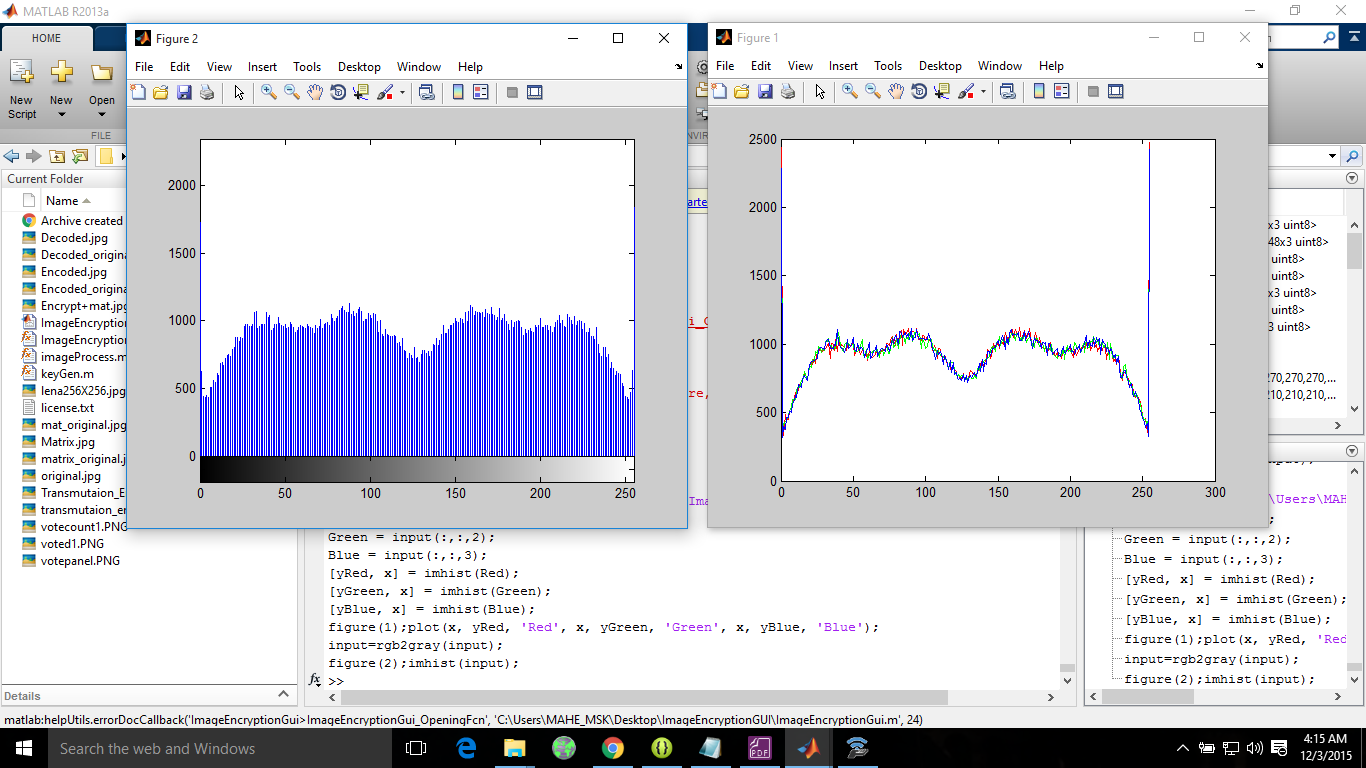 MATLAB R2013a
HOME
New Script
New
Open
FILE
Current Folder
Name
Archive created
Decoded.jpg
Decoded_origina
Encoded.jpg
Encoded_origina
Encrypt+mat.jpg
ImageEncryption
ImageEncryption
imageProcess.m
keyGen.m
lena256X256.jpg
license.txt
mat_original.jpg
Matrix.jpg
matrix_original.j
original.jpg
Transmutaion_E
transmutaion_en
votecount1.PNG
voted1.PNG
votepanel.PNG
Details
Figure 2
File Edit View Insert Tools Desktop Window Help
2000
1500
1000
500
0
0 50 100 150 200 250
Figure 1
File Edit View Insert Tools Desktop Window Help
2500
2000
1500
1000
500
0
0 50 100 150 200 250 300
Green = input(:,:,2);
Blue = input(:,:,3);
[yRed, x] = imhist(Red);
[yGreen, x] = imhist(Green);
[yBlue, x] = imhist(Blue);
figure(1);plot(x, yRed, 'Red', x, yGreen, 'Green', x, yBlue, 'Blue');
input=rgb2gray(input);
figure(2);imhist(input);
fx >>
x3 uint8>
48x3 uint8>
uint8>
uint8>
x3 uint8>
uint8>
3 uint8>
270,270,270,...
210,210,210,...
\Users\MAHE
Green = input(:,:,2);
Blue = input(:,:,3);
[yRed, x] = imhist(Red);
[yGreen, x] = imhist(Green);
[yBlue, x] = imhist(Blue);
figure(1);plot(x, yRed, 'Red
input=rgb2gray(input);
figure(2);imhist(input);
matlab:helpUtils.errorDocCallback('ImageEncryptionGui>ImageEncryptionGui_OpeningFcn', 'C:\Users\MAHE_MSK\Desktop\ImageEncryptionGUI\ImageEncryptionGui.m', 24)
Search the web and Windows
4:15 AM
12/3/2015